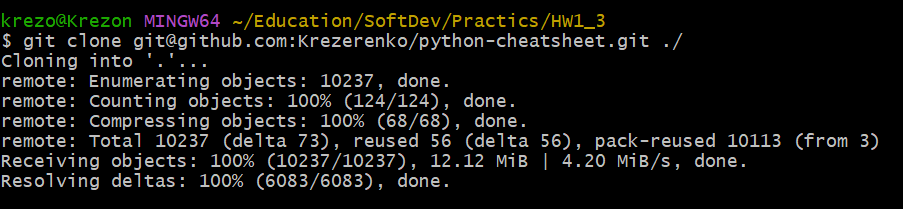 krezo@Krezon MINGW64 ~/Education/SoftDev/Practics/HW1_3
$ git clone git@github.com:Krezerenko/python-cheatsheet.git ./
Cloning into '.'...
remote: Enumerating objects: 10237, done.
remote: Counting objects: 100% (124/124), done.
remote: Compressing objects: 100% (68/68), done.
remote: Total 10237 (delta 73), reused 56 (delta 56), pack-reused 10113 (from 3)
Receiving objects: 100% (10237/10237), 12.12 MiB | 4.20 MiB/s, done.
Resolving deltas: 100% (6083/6083), done.